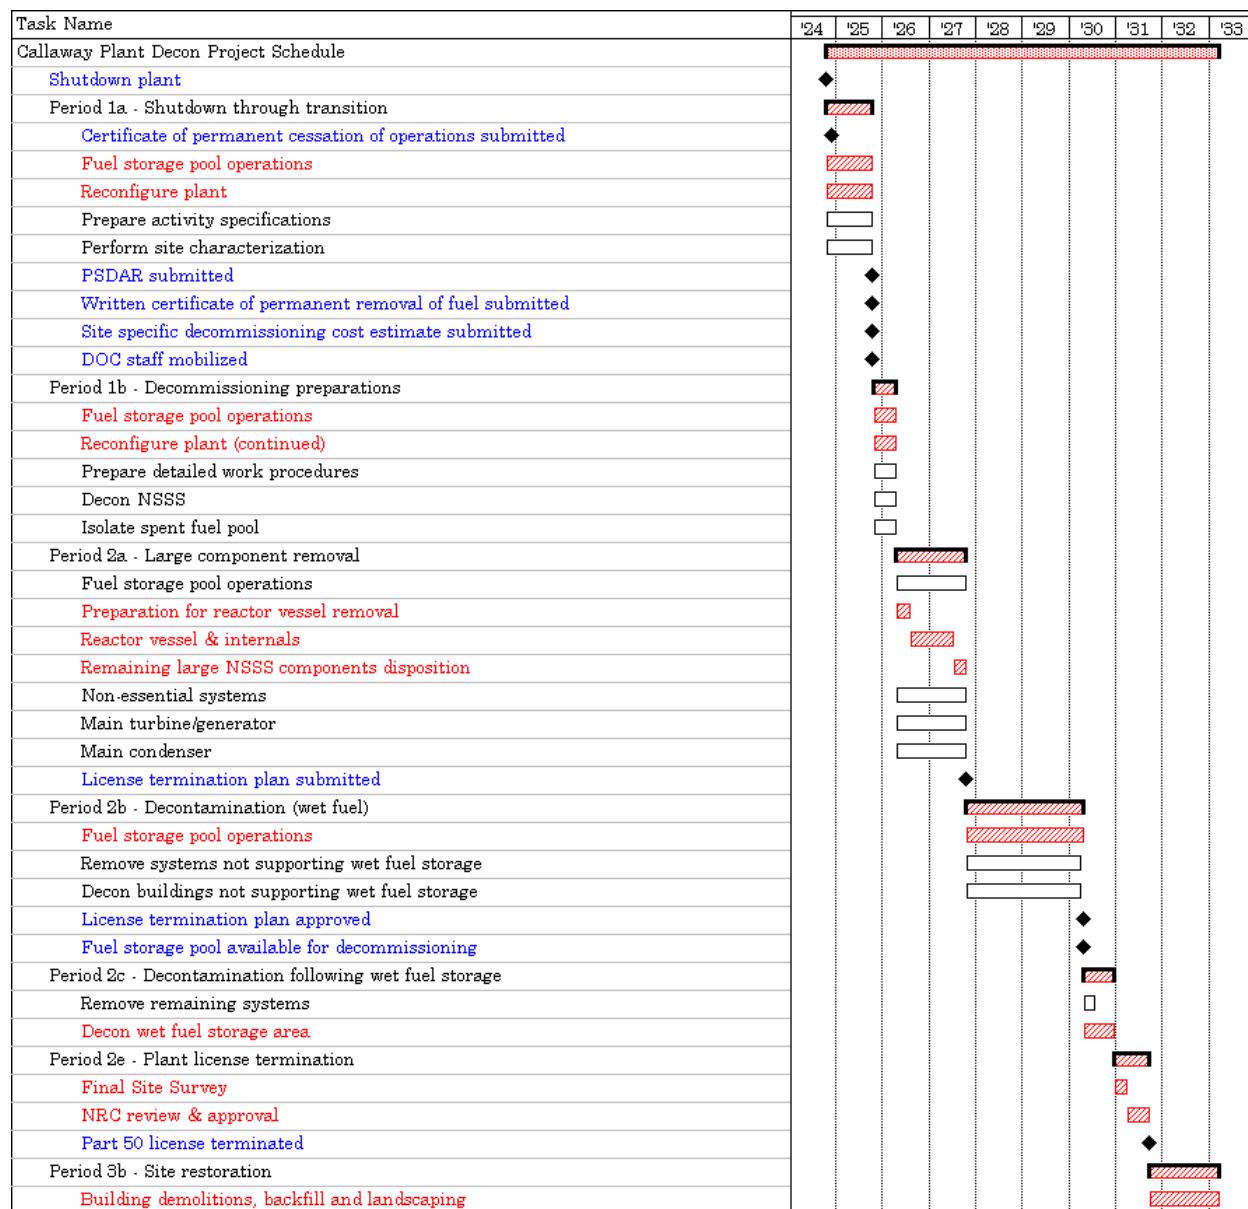 Task Name '24 '25 '26 '27 '28 '29 '30 '31 '32 '33
Callaway Plant Decon Project Schedule
Shutdown plant
Period 1a - Shutdown through transition
Certificate of permanent cessation of operations submitted
Fuel storage pool operations
Reconfigure plant
Prepare activity specifications
Perform site characterization
PSDAR submitted
Written certificate of permanent removal of fuel submitted
Site specific decommissioning cost estimate submitted
DOC staff mobilized
Period 1b - Decommissioning preparations
Fuel storage pool operations
Reconfigure plant (continued)
Prepare detailed work procedures
Decon NSSS
Isolate spent fuel pool
Period 2a - Large component removal
Fuel storage pool operations
Preparation for reactor vessel removal
Reactor vessel & internals
Remaining large NSSS components disposition
Non-essential systems
Main turbine/generator
Main condenser
License termination plan submitted
Period 2b - Decontamination (wet fuel)
Fuel storage pool operations
Remove systems not supporting wet fuel storage
Decon buildings not supporting wet fuel storage
License termination plan approved
Fuel storage pool available for decommissioning
Period 2c - Decontamination following wet fuel storage
Remove remaining systems
Decon wet fuel storage area
Period 2e - Plant license termination
Final Site Survey
NRC review & approval
Part 50 license terminated
Period 3b - Site restoration
Building demolitions, backfill and landscaping